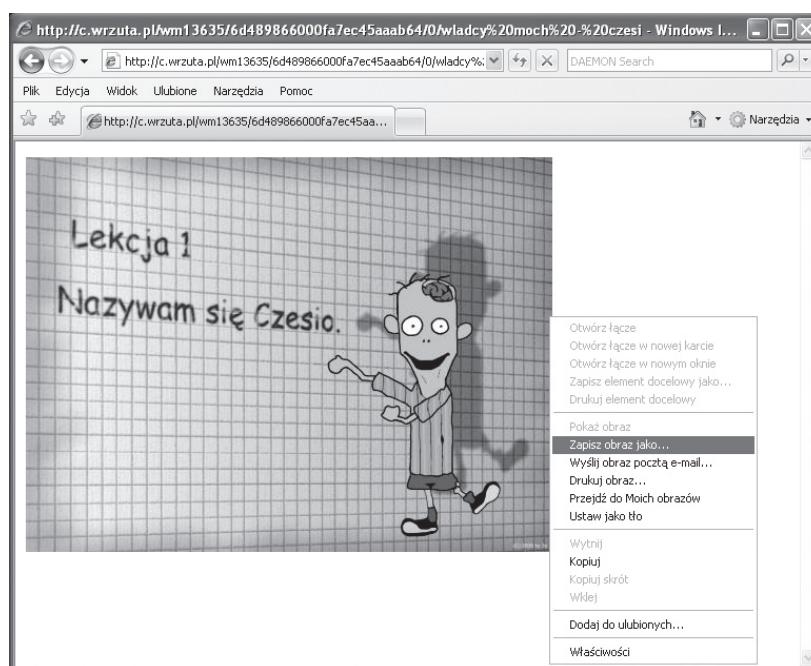 http://c.wrzuta.pl/wm13635/6d489866000fa7ec45aaab64/0/wladcy%20moch%20-%20czesi - Windows I...
http://c.wrzuta.pl/wm13635/6d489866000fa7ec45aaab64/0/wladcy%:
DAEMON Search
Plik Edycja Widok Ulubione Narzędzia Pomoc
http://c.wrzuta.pl/wm13635/6d489866000fa7ec45aa...
Narzędzia
Lekcja 1
Nazywam się Czesio.
Otwórz łącze
Otwórz łącze w nowej karcie
Otwórz łącze w nowym oknie
Zapisz element docelowy jako...
Drukuj element docelowy
Pokaż obraz
Zapisz obraz jako...
Wyślij obraz pocztą e-mail...
Drukuj obraz...
Przejdź do Moich obrazów
Ustaw jako tło
Wytnij
Kopiuj
Kopiuj skrót
Wklej
Dodaj do ulubionych...
Właściwości